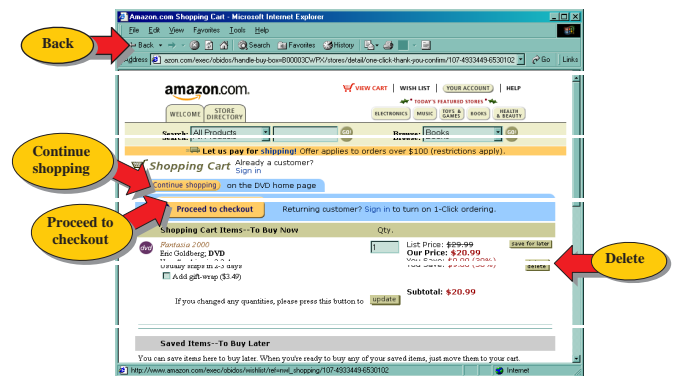 Amazon.com Shopping Cart - Microsoft Internet Explorer
File Edit View Favorites Tools Help
Back
Back Search Favorites History
Address azon.com/exec/obidos/handle-buy-box=B00003CWPX/stores/detail/one-click-thank-you-confirm/107-4933449-6530102 Go Links
amazon.com.
VIEW CART | WISH LIST | YOUR ACCOUNT | HELP
TODAY'S FEATURED STORES
WELCOME STORE DIRECTORY ELECTRONICS MUSIC TOYS & GAMES BOOKS HEALTH & BEAUTY
Search: All Products GO! Browse: Books GO!
Let us pay for shipping! Offer applies to orders over $100 (restrictions apply).
Continue shopping
Shopping Cart Already a customer?
Sign in
Continue shopping on the DVD home page
Proceed to checkout
Proceed to checkout Returning customer? Sign in to turn on 1-Click ordering.
Shopping Cart Items--To Buy Now Qty.
dvd Fantasia 2000 1 List Price: $29.99 save for later
Eric Goldberg; DVD Our Price: $20.99
Usually ships in 2-3 days You Save: $9.00 (30%) delete
Delete
Add gift-wrap ($3.49)
Subtotal: $20.99
If you changed any quantities, please press this button to update
Saved Items--To Buy Later
You can save items here to buy later. When you're ready to buy any of your saved items, just move them to your cart.
http://www.amazon.com/exec/obidos/wishlist/ref=nwl_shopping/107-4933449-6530102 Internet